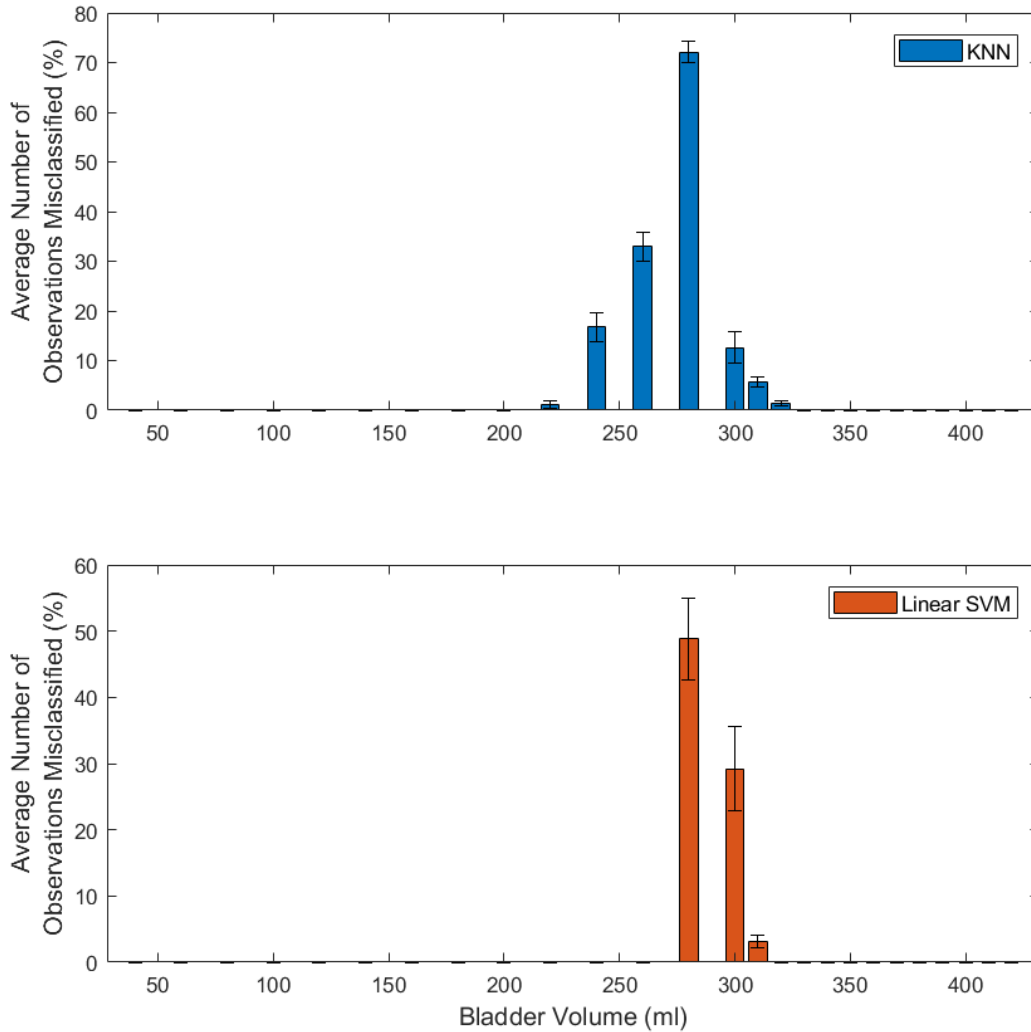 80
70
60
50
40
30
20
10
0
Average Number of
Observations Misclassified (%)
KNN
50 100 150 200 250 300 350 400
60
50
40
30
20
10
0
Average Number of
Observations Misclassified (%)
Linear SVM
50 100 150 200 250 300 350 400
Bladder Volume (ml)